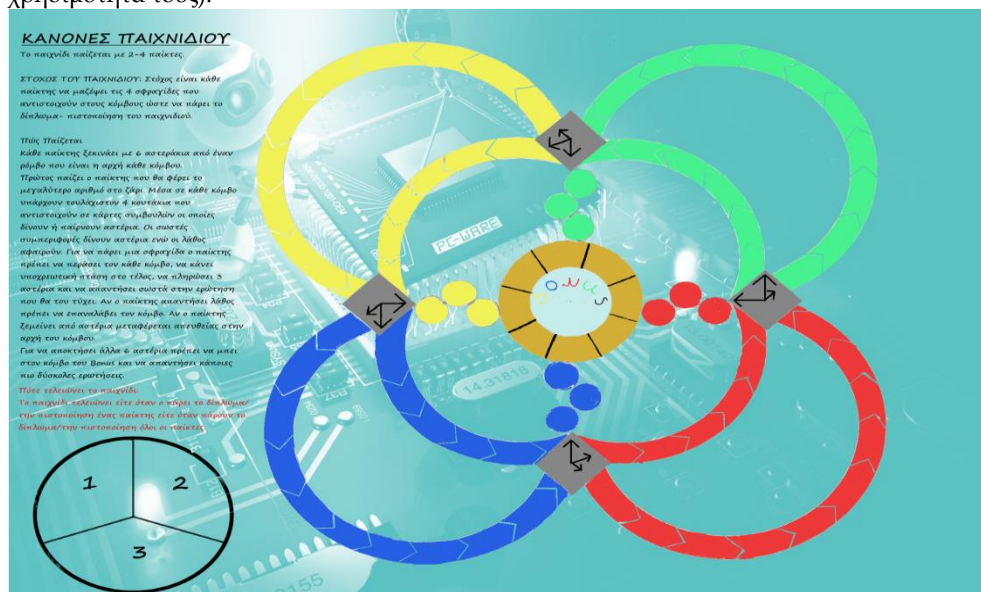 χρησιμότητά τους).
ΚΑΝΟΝΕΣ ΠΑΙΧΝΙΔΙΟΥ
Το παιχνίδι παίζεται με 2-4 παίκτες.
ΣΤΟΧΟΣ ΤΟΥ ΠΑΙΧΝΙΔΙΟΥ: Στόχος είναι κάθε
παίκτης να μαζέψει τις 4 σφραγίδες που
αντιστοιχούν στους κόμβους ώστε να πάρει το
δίπλωμα- πιστοποίηση του παιχνιδιού.
Πώς Παίζεται
Κάθε παίκτης ξεκινάει με 6 αστεράκια από έναν
ρόμβο που είναι η αρχή κάθε κόμβου.
Πρώτος παίζει ο παίκτης που θα φέρει το
μεγαλύτερο αριθμό στο ζάρι. Μέσα σε κάθε κόμβο
υπάρχουν τουλάχιστον 4 κουτάκια που
αντιστοιχούν σε κάρτες συμβουλών οι οποίες
δίνουν ή παίρνουν αστέρια. Οι σωστές
συμπεριφορές δίνουν αστέρια ενώ οι λάθος
αφαιρούν. Για να πάρει μια σφραγίδα ο παίκτης
πρέπει να περάσει τον κάθε κόμβο, να κάνει
υποχρεωτική στάση στο τέλος, να πληρώσει 3
αστέρια και να απαντήσει σωστά στην ερώτηση
που θα του τύχει. Αν ο παίκτης απαντήσει λάθος
πρέπει να επαναλάβει τον κόμβο. Αν ο παίκτης
ξεμείνει από αστέρια μεταφέρεται απευθείας στην
αρχή του κόμβου.
Για να αποκτήσει άλλα 6 αστέρια πρέπει να μπει
στον κόμβο του Bonus και να απαντήσει κάποιες
πιο δύσκολες ερωτήσεις.
Πότε τελειώνει το παιχνίδι
Το παιχνίδι τελειώνει είτε όταν ο πάρει το δίπλωμα/
την πιστοποίηση ένας παίκτης είτε όταν πάρουν το
δίπλωμα/την πιστοποίηση όλοι οι παίκτες.
PC-WARE
BONUS
14.31818
1
2
3
3155